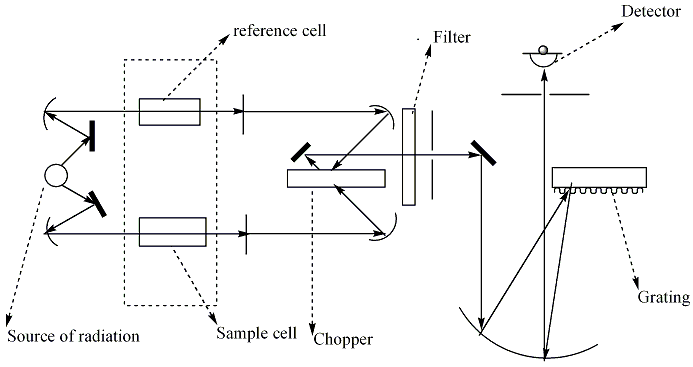 Detector
reference cell
Filter
Grating
Source of radiation
Sample cell
Chopper